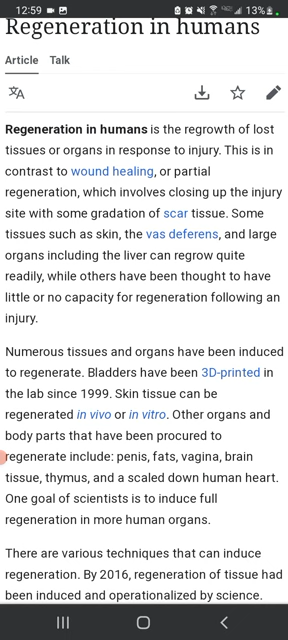 12:59
13%
Regeneration in humans
Article Talk
Regeneration in humans is the regrowth of lost
tissues or organs in response to injury. This is in
contrast to wound healing, or partial
regeneration, which involves closing up the injury
site with some gradation of scar tissue. Some
tissues such as skin, the vas deferens, and large
organs including the liver can regrow quite
readily, while others have been thought to have
little or no capacity for regeneration following an
injury.
Numerous tissues and organs have been induced
to regenerate. Bladders have been 3D-printed in
the lab since 1999. Skin tissue can be
regenerated in vivo or in vitro. Other organs and
body parts that have been procured to
regenerate include: penis, fats, vagina, brain
tissue, thymus, and a scaled down human heart.
One goal of scientists is to induce full
regeneration in more human organs.
There are various techniques that can induce
regeneration. By 2016, regeneration of tissue had
been induced and operationalized by science.